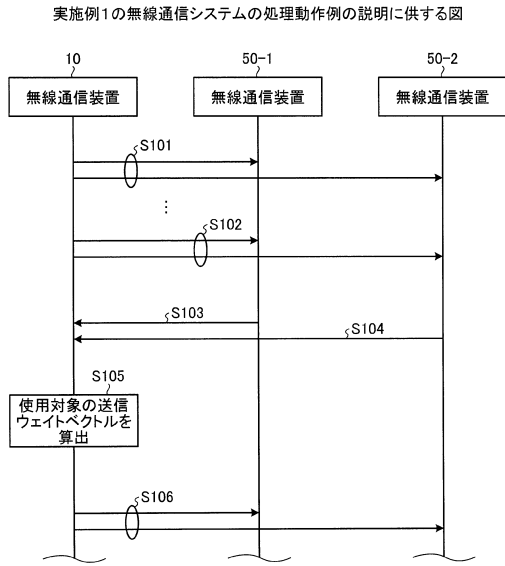 実施例1の無線通信システムの処理動作例の説明に供する図
10
50-1
50-2
無線通信装置
無線通信装置
無線通信装置
S101
⋮
S102
S103
S104
S105
使用対象の送信
ウェイトベクトルを
算出
S106